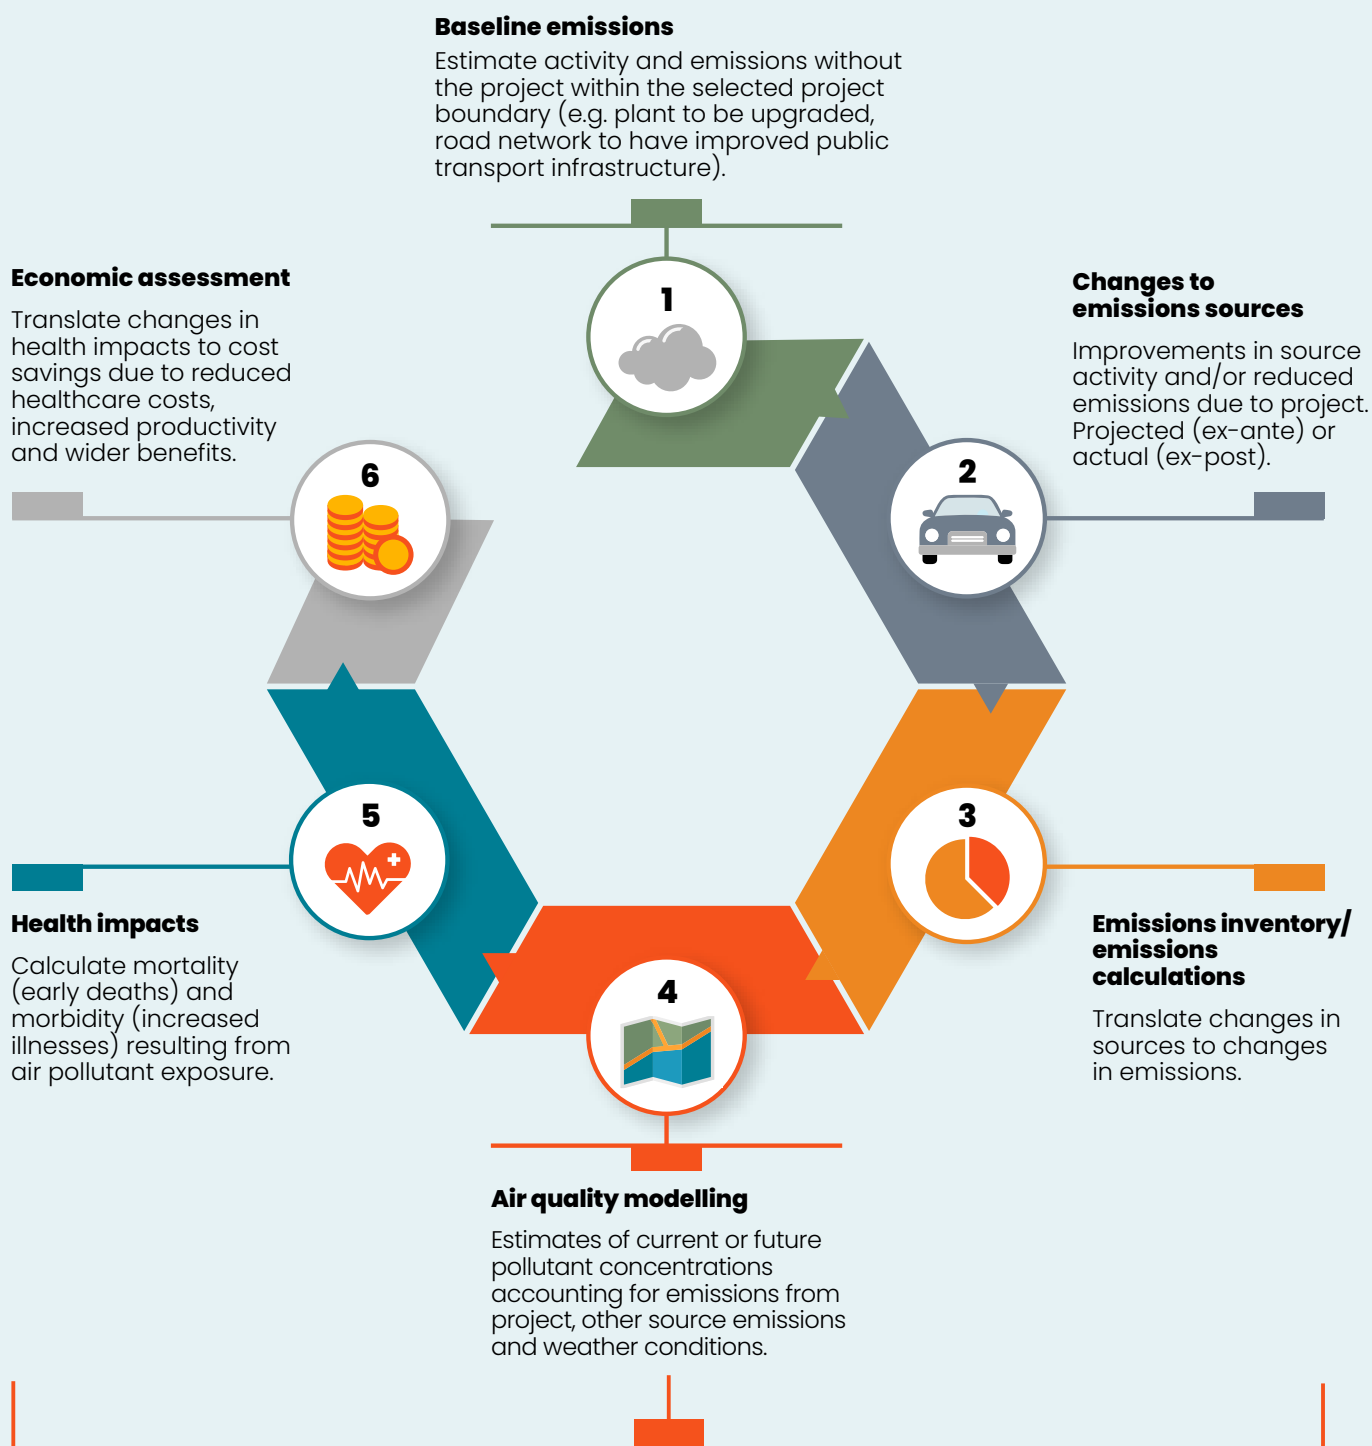 Baseline emissions
Estimate activity and emissions without
the project within the selected project
boundary (e.g. plant to be upgraded,
road network to have improved public
transport infrastructure).
1
Changes to
emissions sources
Improvements in source
activity and/or reduced
emissions due to project.
Projected (ex-ante) or
actual (ex-post).
2
3
Emissions inventory/
emissions
calculations
Translate changes in
sources to changes
in emissions.
4
Air quality modelling
Estimates of current or future
pollutant concentrations
accounting for emissions from
project, other source emissions
and weather conditions.
5
Health impacts
Calculate mortality
(early deaths) and
morbidity (increased
illnesses) resulting from
air pollutant exposure.
Economic assessment
Translate changes in
health impacts to cost
savings due to reduced
healthcare costs,
increased productivity
and wider benefits.
6